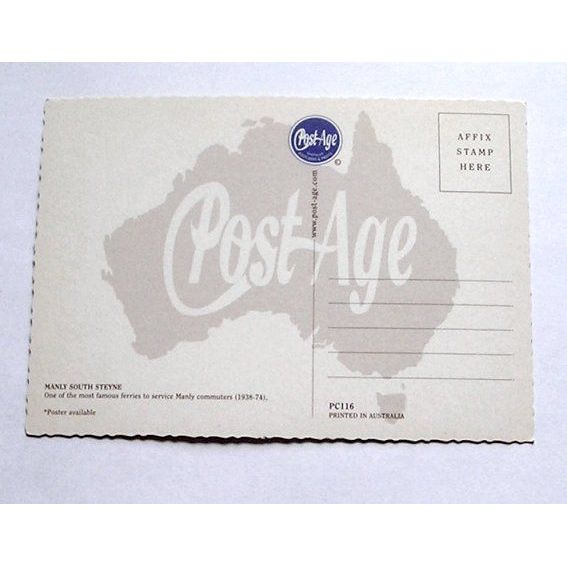 Post-Age
©
www.post-age.com
AFFIX
STAMP
HERE
Post-Age
MANLY SOUTH STEYNE
One of the most famous ferries to service Manly commuters (1938-74).
*Poster available
PC116
PRINTED IN AUSTRALIA